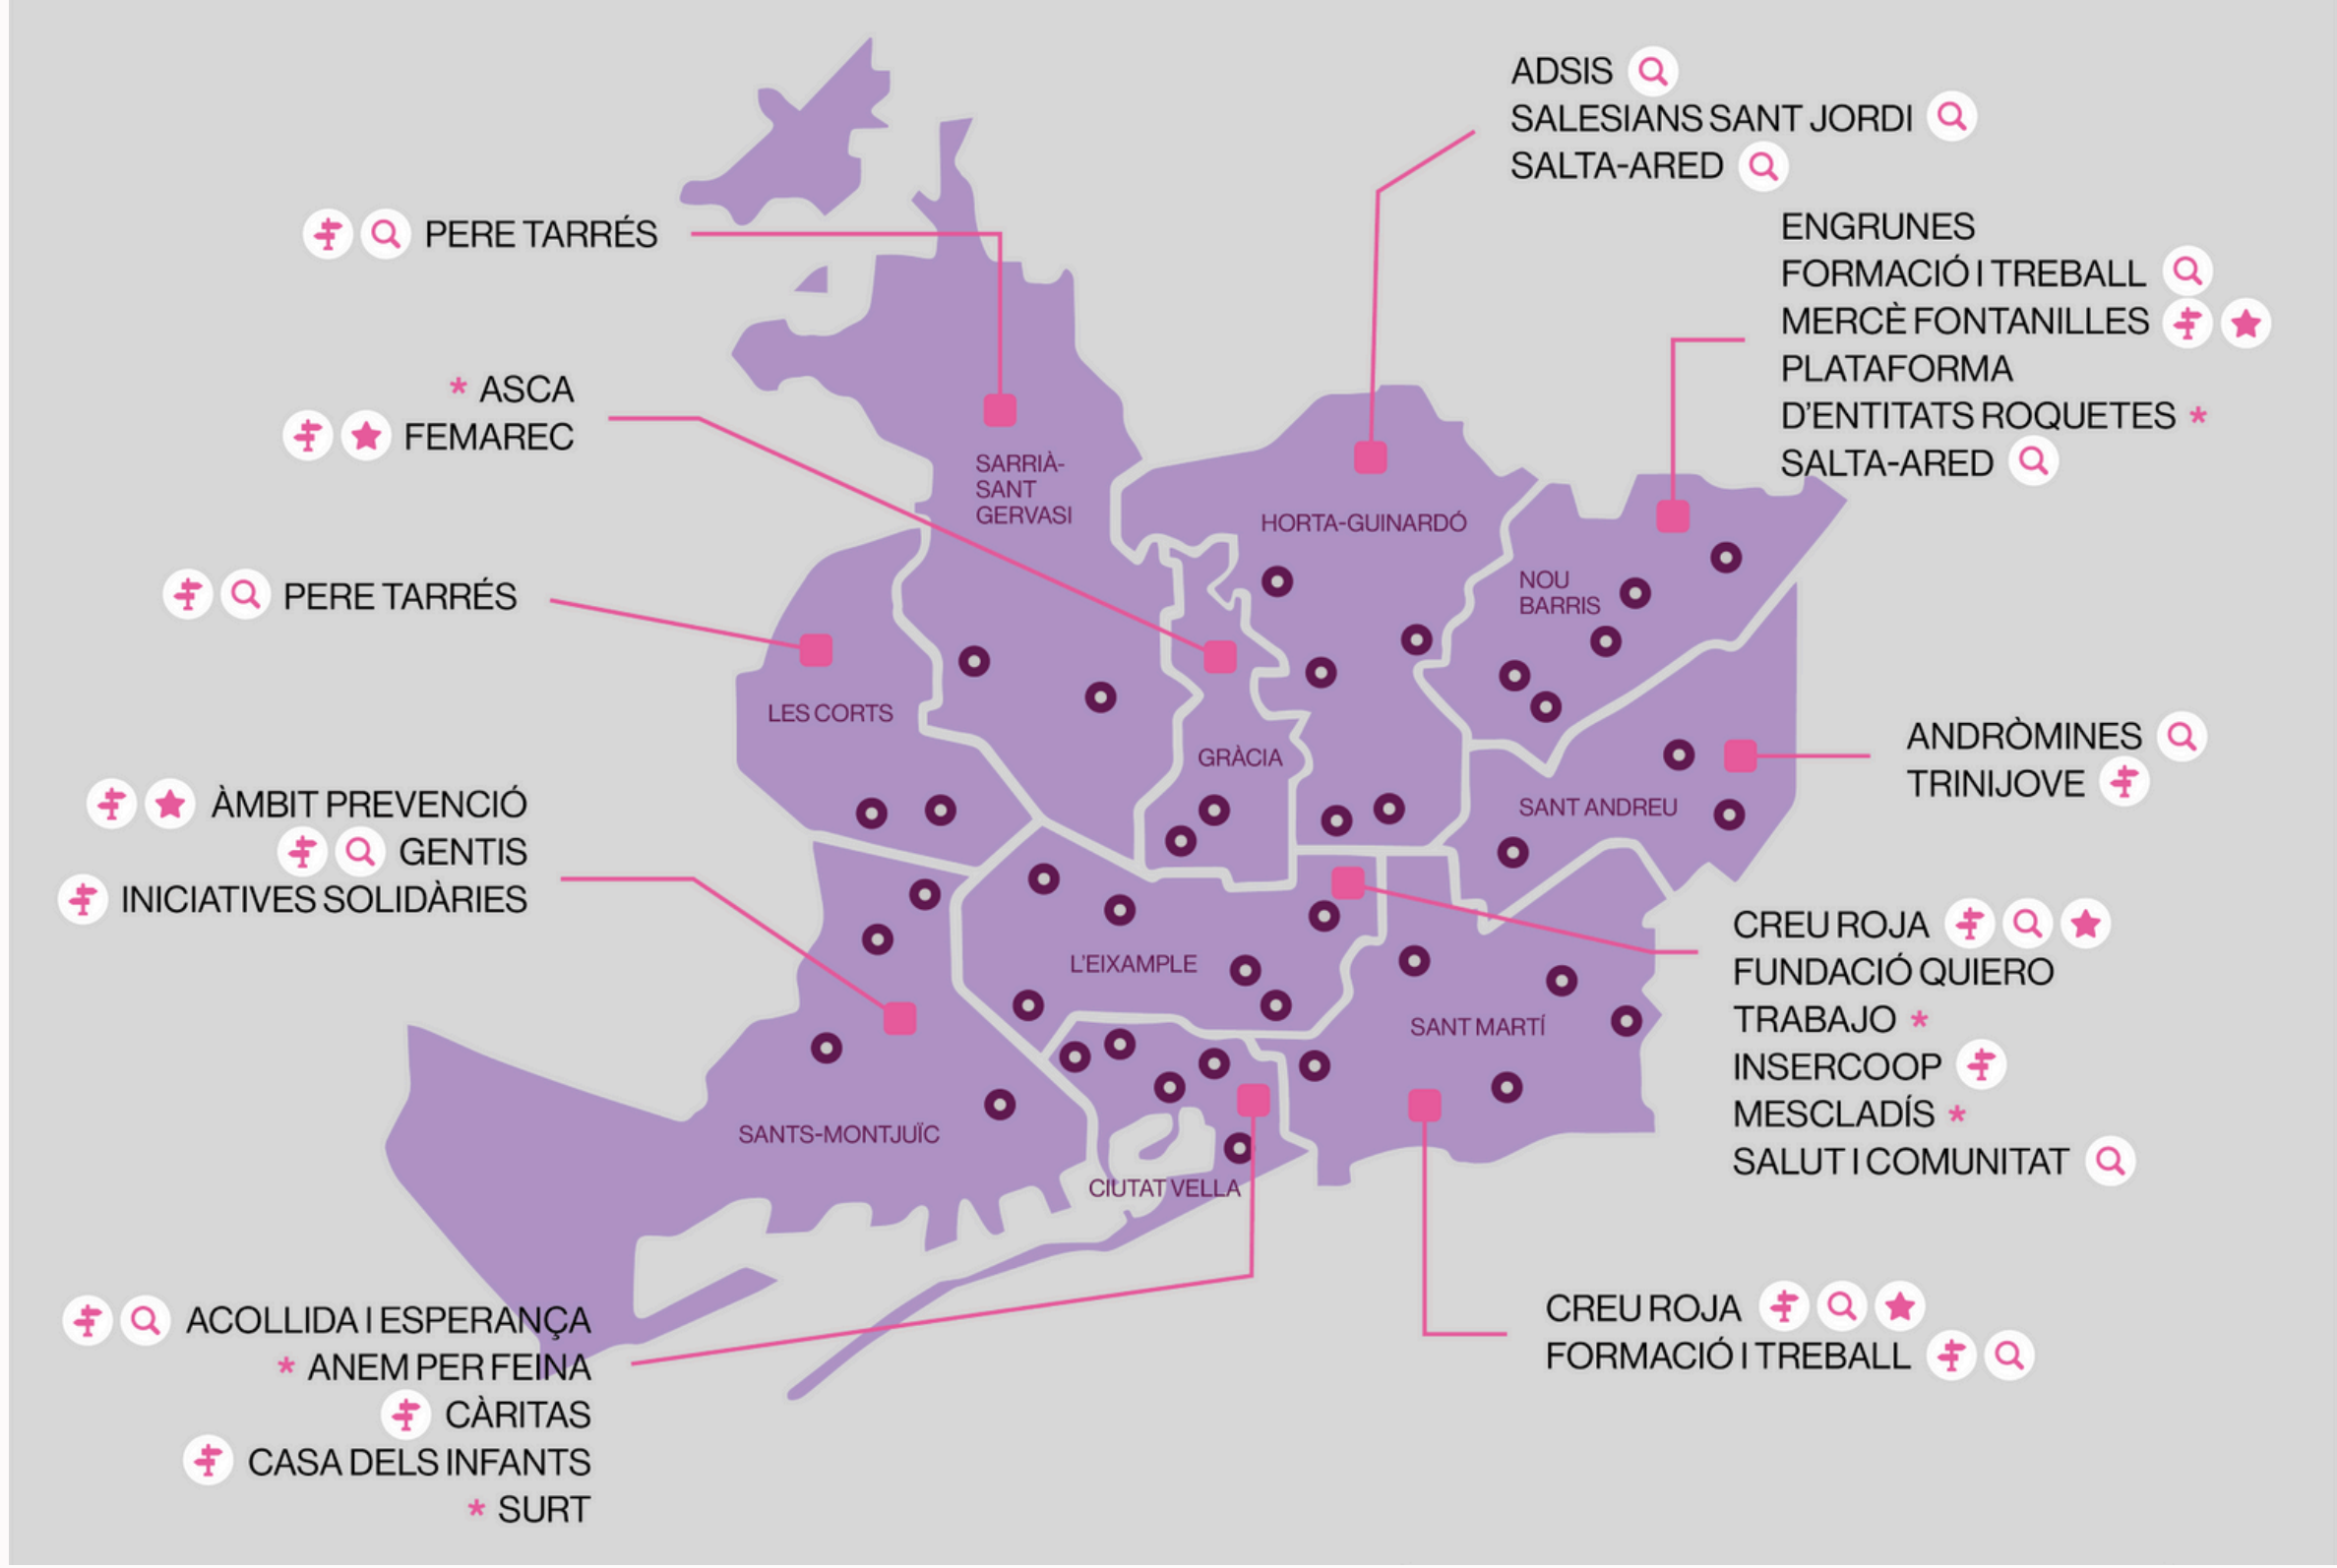 ADSIS
SALESIANS SANT JORDI
SALTA-ARED
PERE TARRÉS
ENGRUNES
FORMACIÓ I TREBALL
MERCÈ FONTANILLES
PLATAFORMA
D'ENTITATS ROQUETES *
SALTA-ARED
* ASCA
FEMAREC
SARRIÀ-
SANT
GERVASI
HORTA-GUINARDÓ
NOU
BARRIS
PERE TARRÉS
LES CORTS
GRÀCIA
SANT ANDREU
ANDRÒMINES
TRINIJOVE
ÀMBIT PREVENCIÓ
GENTIS
INICIATIVES SOLIDÀRIES
L'EIXAMPLE
SANT MARTÍ
CREU ROJA
FUNDACIÓ QUIERO
TRABAJO *
INSERCOOP
MESCLADÍS *
SALUT I COMUNITAT
SANTS-MONTJUÏC
CIUTAT VELLA
ACOLLIDA I ESPERANÇA
* ANEM PER FEINA
CÀRITAS
CASA DELS INFANTS
* SURT
CREU ROJA
FORMACIÓ I TREBALL